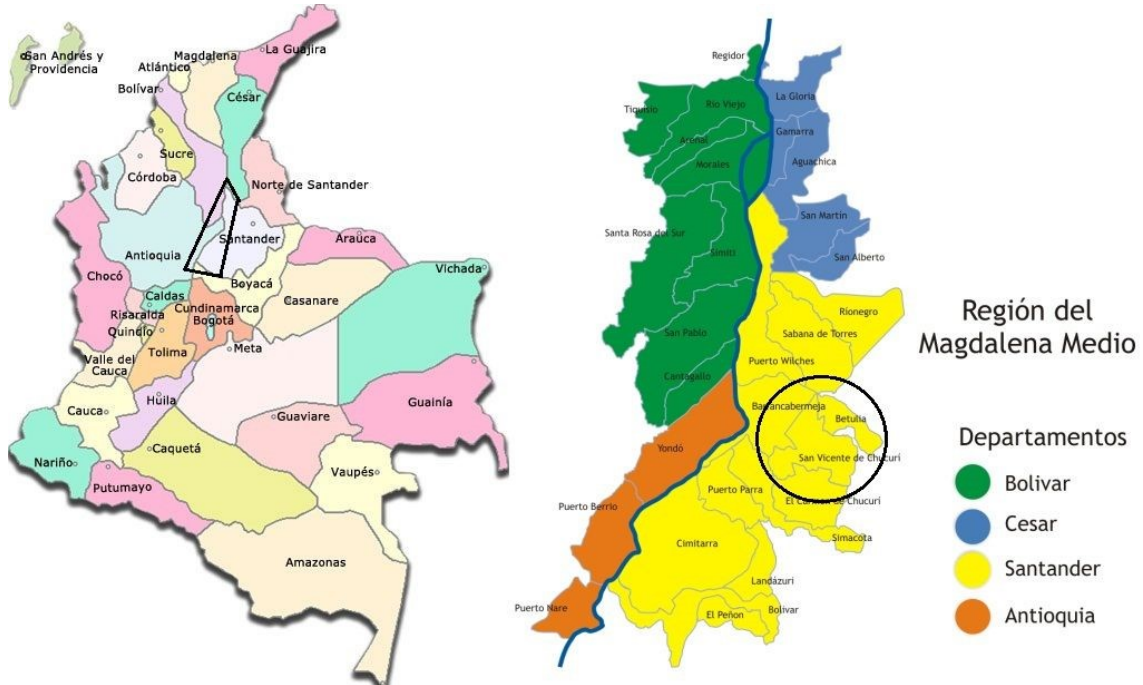 San Andrés y
Providencia
Atlántico
Magdalena
La Guajira
Bolívar
César
Sucre
Córdoba
Norte de Santander
Antioquia
Santander
Arauca
Chocó
Boyacá
Vichada
Caldas
Casanare
Risaralda
Cundinamarca
Quindío
Bogotá
Tolima
Meta
Valle del
Cauca
Huila
Guainía
Cauca
Guaviare
Nariño
Caquetá
Vaupés
Putumayo
Amazonas
Regidor
Tiquisio
Río Viejo
La Gloria
Arenal
Gamarra
Morales
Aguachica
San Martín
Santa Rosa del Sur
Simití
San Alberto
Rionegro
San Pablo
Sabana de Torres
Puerto Wilches
Cantagallo
Barrancabermeja
Betulia
Yondó
San Vicente de Chucurí
Puerto Parra
El Carmen de Chucurí
Puerto Berrío
Simacota
Cimitarra
Landázuri
Puerto Nare
El Peñon
Bolivar
Región del
Magdalena Medio
Departamentos
Bolivar
Cesar
Santander
Antioquia